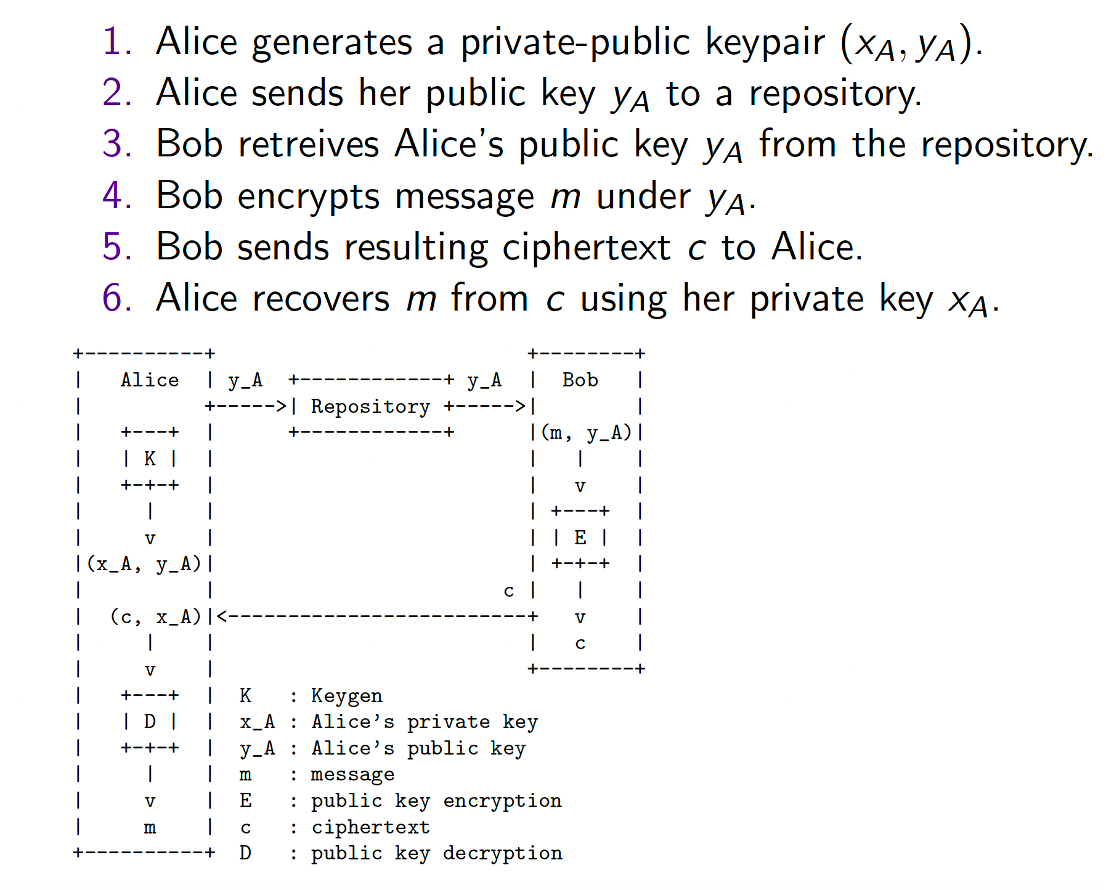 1. Alice generates a private-public keypair (x_A, y_A).
2. Alice sends her public key y_A to a repository.
3. Bob retreives Alice's public key y_A from the repository.
4. Bob encrypts message m under y_A.
5. Bob sends resulting ciphertext c to Alice.
6. Alice recovers m from c using her private key x_A.
+----------+                          +--------+
|   Alice  | y_A  +------------+ y_A  |  Bob   |
|          +----->| Repository +----->|        |
|   +---+  |      +------------+      |(m, y_A)|
|   | K |  |                          |   |    |
|   +-+-+  |                          |   v    |
|     |    |                          | +---+  |
|     v    |                          | | E |  |
|(x_A, y_A)|                          | +-+-+  |
|          |                        c |   |    |
|  (c, x_A)|<-------------------------+   v    |
|     |    |                          |   c    |
|     v    |                          +--------+
|   +---+  |  K   : Keygen
|   | D |  |  x_A : Alice's private key
|   +-+-+  |  y_A : Alice's public key
|     |    |  m   : message
|     v    |  E   : public key encryption
|     m    |  c   : ciphertext
+----------+  D   : public key decryption